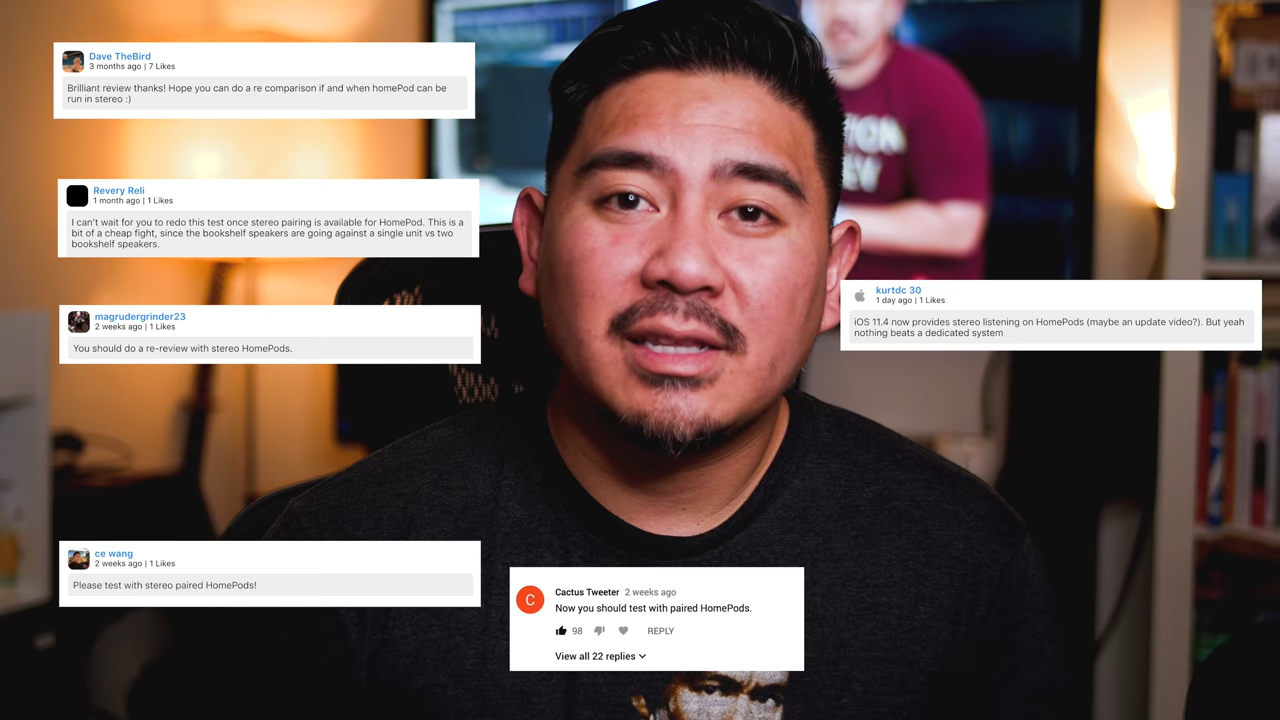 Dave TheBird
3 months ago | 7 Likes
Brilliant review thanks! Hope you can do a re comparison if and when homePod can be
run in stereo :)
Revery Reli
1 month ago | 1 Likes
I can't wait for you to redo this test once stereo pairing is available for HomePod. This is a
bit of a cheap fight, since the bookshelf speakers are going against a single unit vs two
bookshelf speakers.
kurtdc 30
1 day ago | 1 Likes
iOS 11.4 now provides stereo listening on HomePods (maybe an update video?). But yeah
nothing beats a dedicated system
magrudergrinder23
2 weeks ago | 1 Likes
You should do a re-review with stereo HomePods.
ce wang
2 weeks ago | 1 Likes
Please test with stereo paired HomePods!
C
Cactus Tweeter 2 weeks ago
Now you should test with paired HomePods.
98 REPLY
View all 22 replies